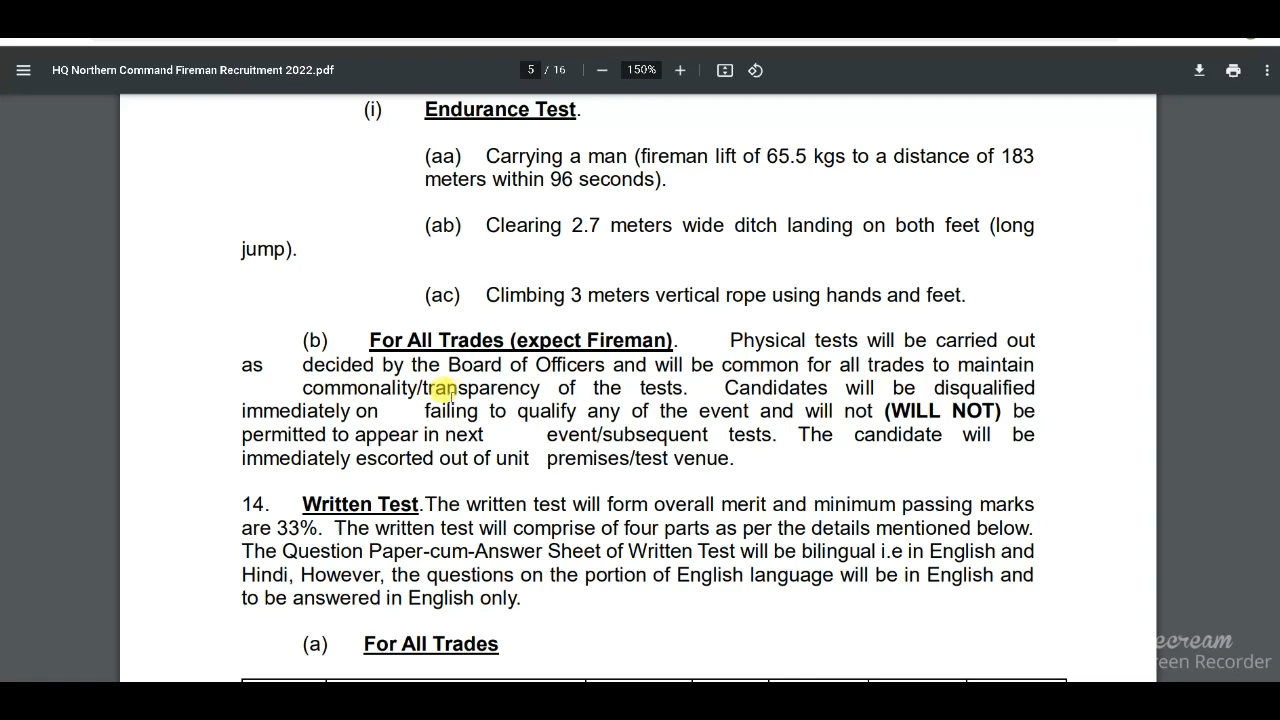 HQ Northern Command Fireman Recruitment 2022.pdf 5 / 16 150%
(i) Endurance Test.
(aa) Carrying a man (fireman lift of 65.5 kgs to a distance of 183
meters within 96 seconds).
(ab) Clearing 2.7 meters wide ditch landing on both feet (long
jump).
(ac) Climbing 3 meters vertical rope using hands and feet.
(b) For All Trades (expect Fireman). Physical tests will be carried out
as decided by the Board of Officers and will be common for all trades to maintain
commonality/transparency of the tests. Candidates will be disqualified
immediately on failing to qualify any of the event and will not (WILL NOT) be
permitted to appear in next event/subsequent tests. The candidate will be
immediately escorted out of unit premises/test venue.
14. Written Test.The written test will form overall merit and minimum passing marks
are 33%. The written test will comprise of four parts as per the details mentioned below.
The Question Paper-cum-Answer Sheet of Written Test will be bilingual i.e in English and
Hindi, However, the questions on the portion of English language will be in English and
to be answered in English only.
(a) For All Trades
ecream
een Recorder